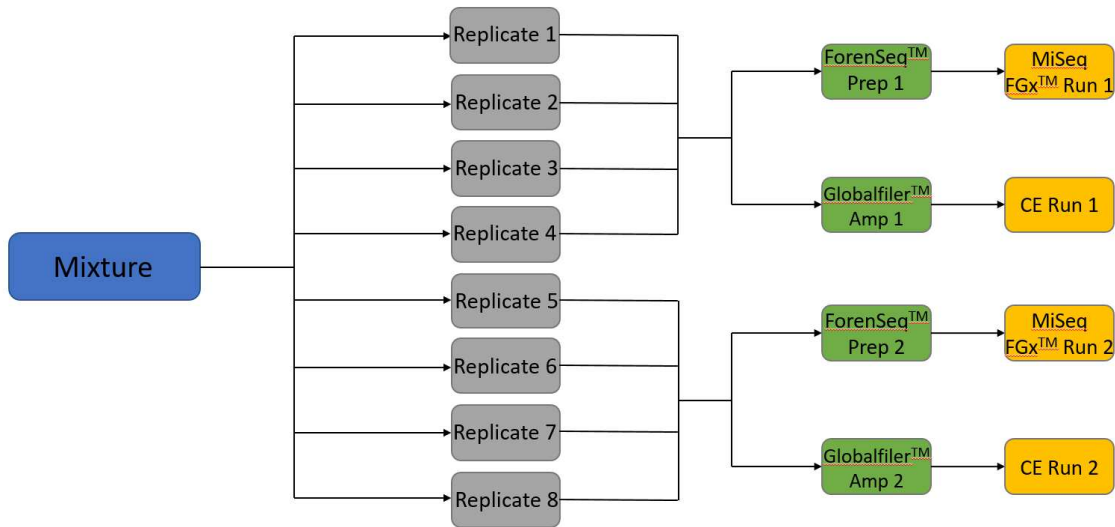 Mixture
Replicate 1
Replicate 2
Replicate 3
Replicate 4
Replicate 5
Replicate 6
Replicate 7
Replicate 8
ForenSeq™
Prep 1
MiSeq
FGx™ Run 1
Globalfiler™
Amp 1
CE Run 1
ForenSeq™
Prep 2
MiSeq
FGx™ Run 2
Globalfiler™
Amp 2
CE Run 2